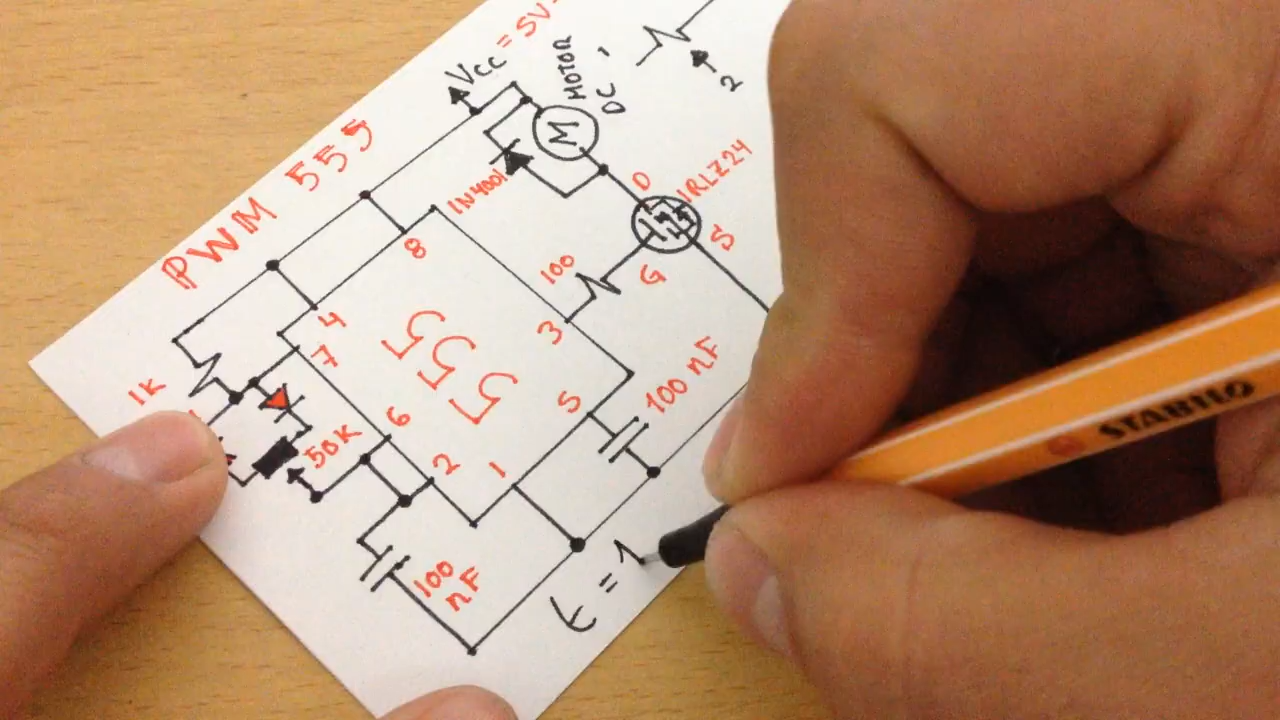 PWM 555
VCC = 5V
MOTOR
DC,
2
1N4001
D
IRLZ24
S
G
100
8
4
7
3
555
1K
50K
6
5
100 nF
2
1
100
nF
t = 1
STABILO